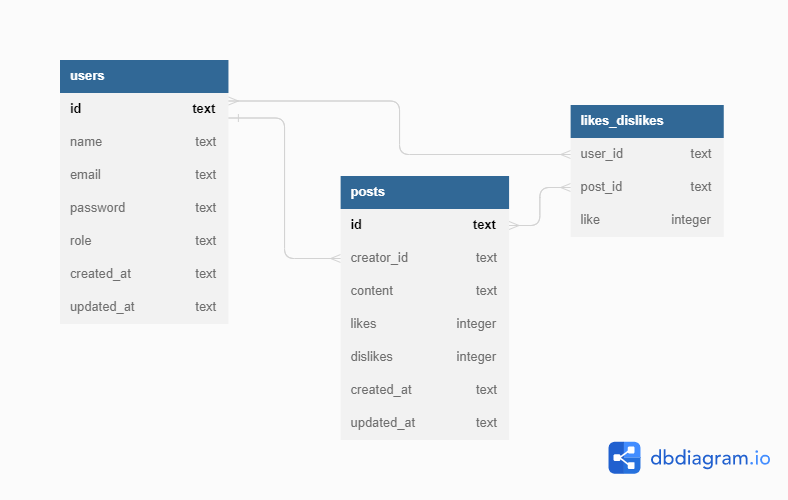 users
id text
name text
email text
password text
role text
created_at text
updated_at text
posts
id text
creator_id text
content text
likes integer
dislikes integer
created_at text
updated_at text
likes_dislikes
user_id text
post_id text
like integer
dbdiagram.io